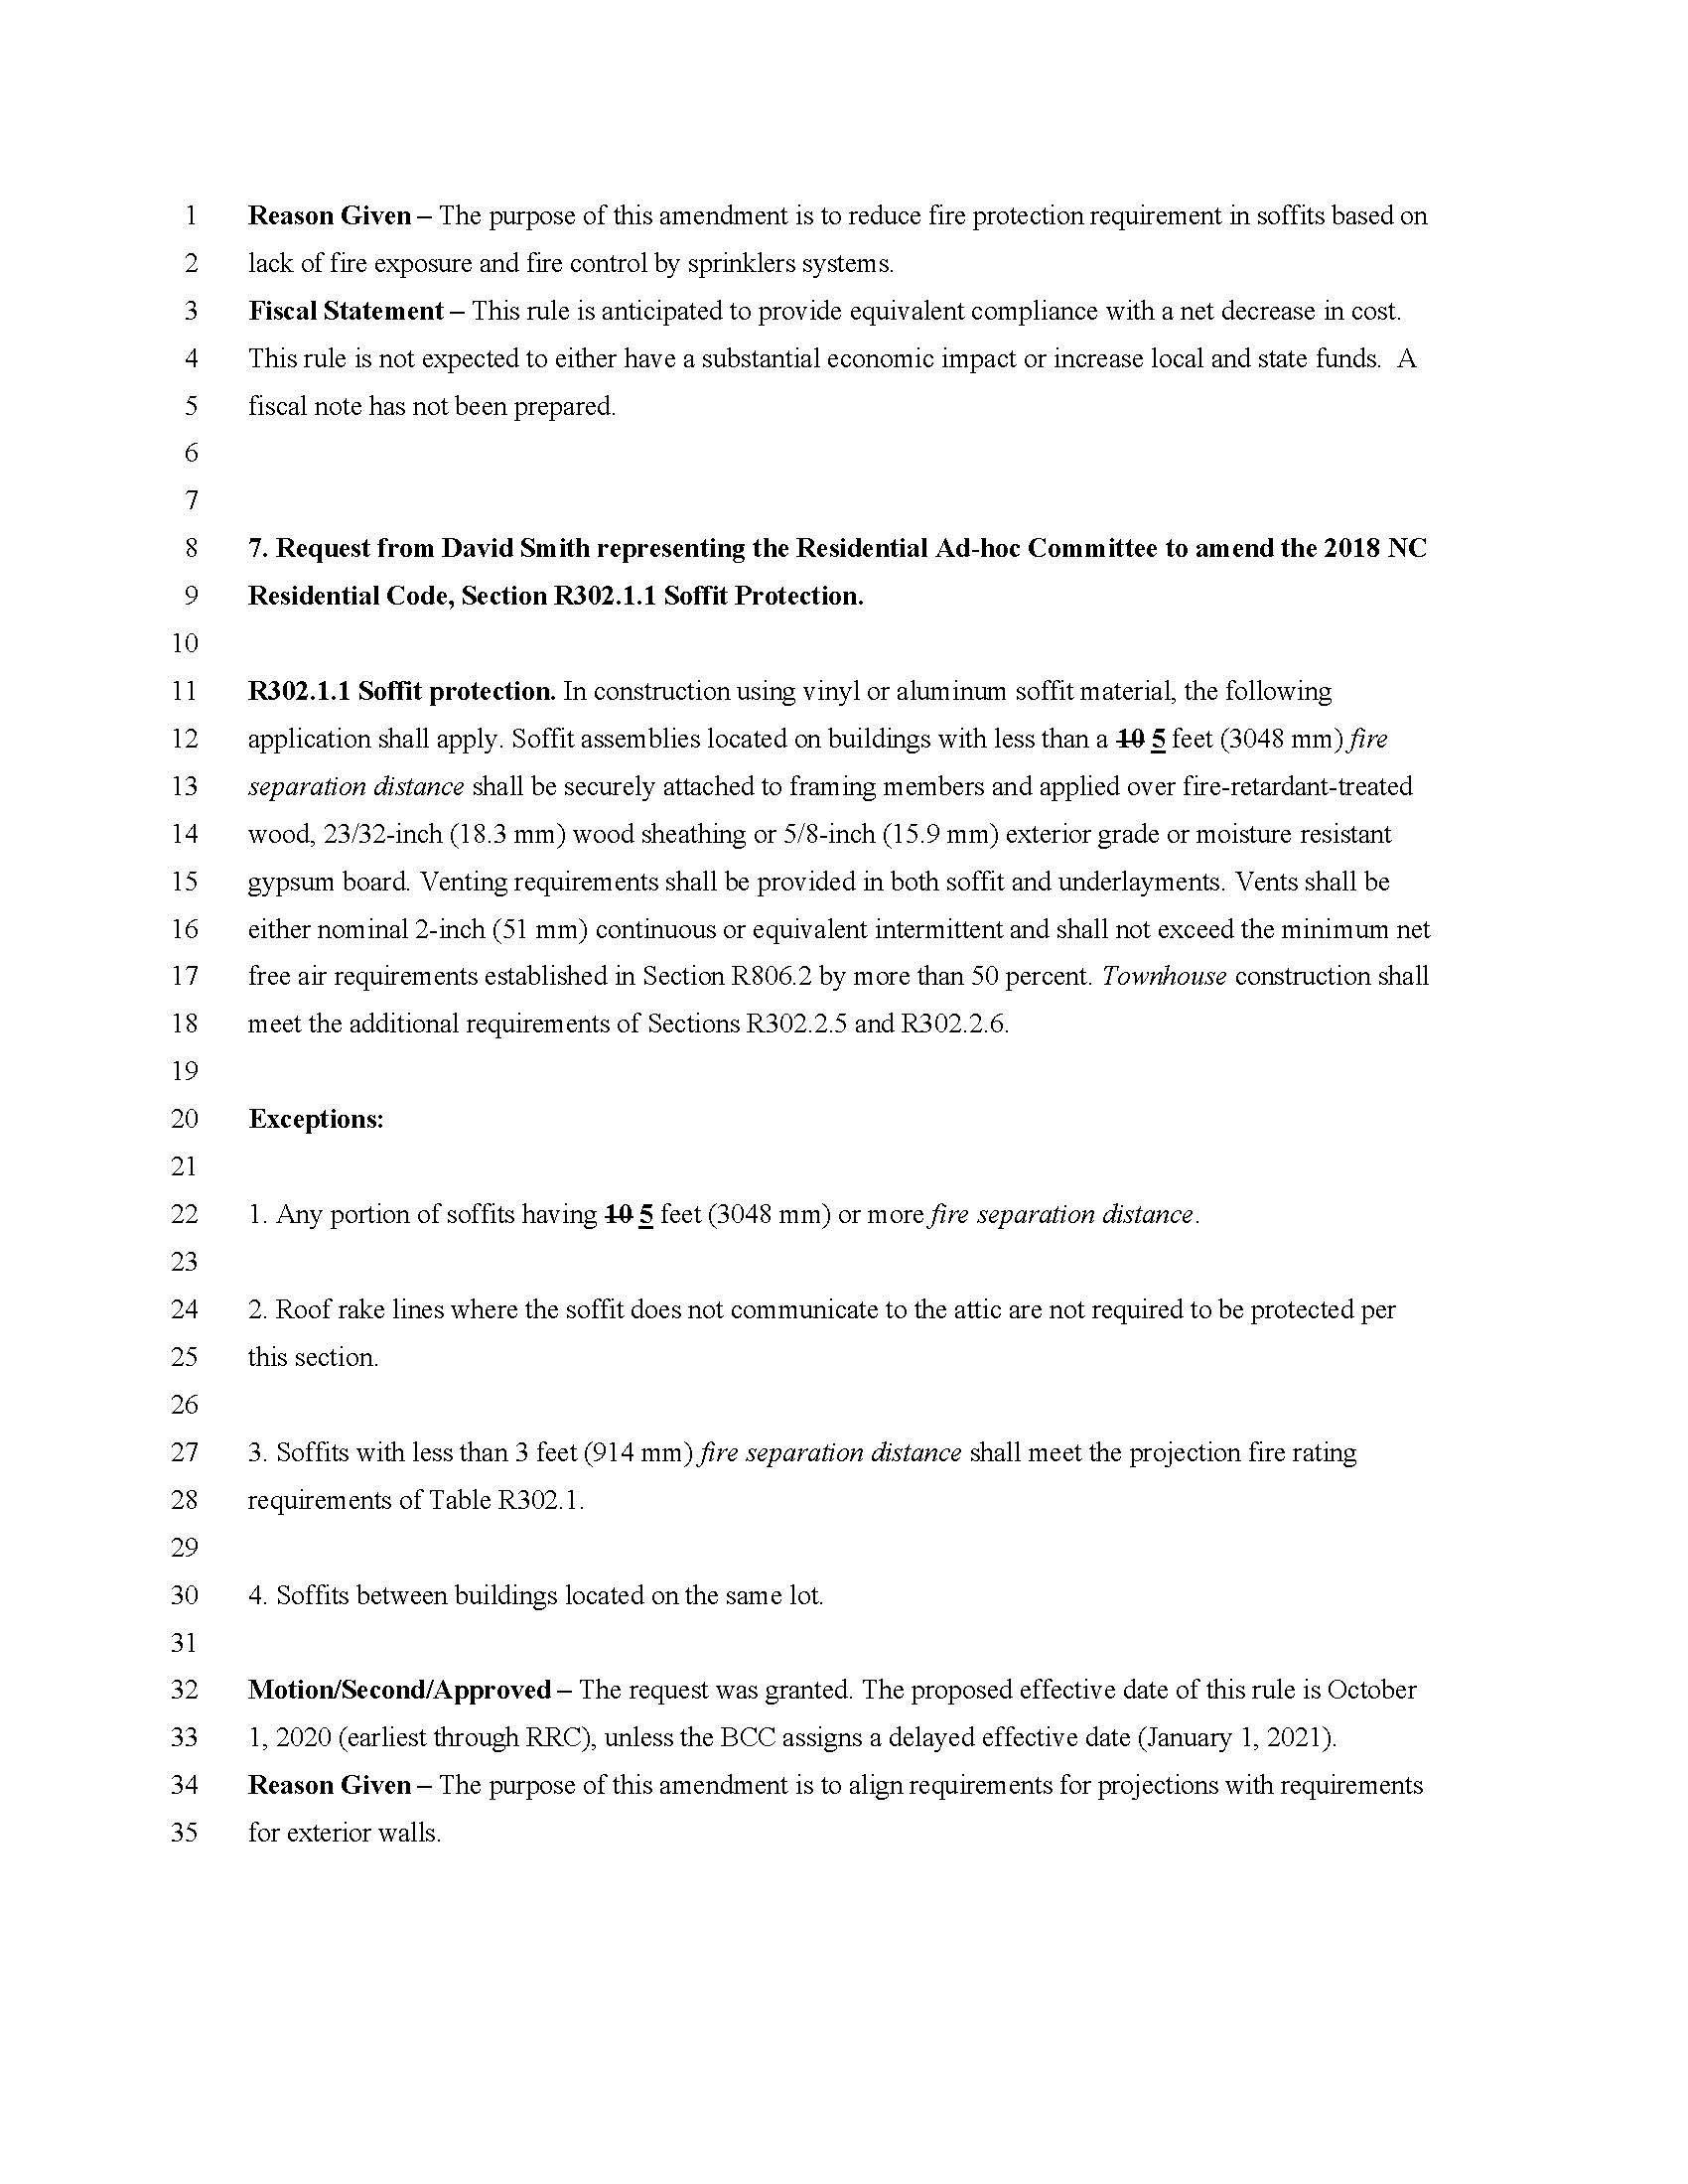 1 Reason Given – The purpose of this amendment is to reduce fire protection requirement in soffits based on
2 lack of fire exposure and fire control by sprinklers systems.
3 Fiscal Statement – This rule is anticipated to provide equivalent compliance with a net decrease in cost.
4 This rule is not expected to either have a substantial economic impact or increase local and state funds.  A
5 fiscal note has not been prepared.
6
7
8 7. Request from David Smith representing the Residential Ad-hoc Committee to amend the 2018 NC
9 Residential Code, Section R302.1.1 Soffit Protection.
10
11 R302.1.1 Soffit protection. In construction using vinyl or aluminum soffit material, the following
12 application shall apply. Soffit assemblies located on buildings with less than a 10 5 feet (3048 mm) fire
13 separation distance shall be securely attached to framing members and applied over fire-retardant-treated
14 wood, 23/32-inch (18.3 mm) wood sheathing or 5/8-inch (15.9 mm) exterior grade or moisture resistant
15 gypsum board. Venting requirements shall be provided in both soffit and underlayments. Vents shall be
16 either nominal 2-inch (51 mm) continuous or equivalent intermittent and shall not exceed the minimum net
17 free air requirements established in Section R806.2 by more than 50 percent. Townhouse construction shall
18 meet the additional requirements of Sections R302.2.5 and R302.2.6.
19
20 Exceptions:
21
22 1. Any portion of soffits having 10 5 feet (3048 mm) or more fire separation distance.
23
24 2. Roof rake lines where the soffit does not communicate to the attic are not required to be protected per
25 this section.
26
27 3. Soffits with less than 3 feet (914 mm) fire separation distance shall meet the projection fire rating
28 requirements of Table R302.1.
29
30 4. Soffits between buildings located on the same lot.
31
32 Motion/Second/Approved – The request was granted. The proposed effective date of this rule is October
33 1, 2020 (earliest through RRC), unless the BCC assigns a delayed effective date (January 1, 2021).
34 Reason Given – The purpose of this amendment is to align requirements for projections with requirements
35 for exterior walls.